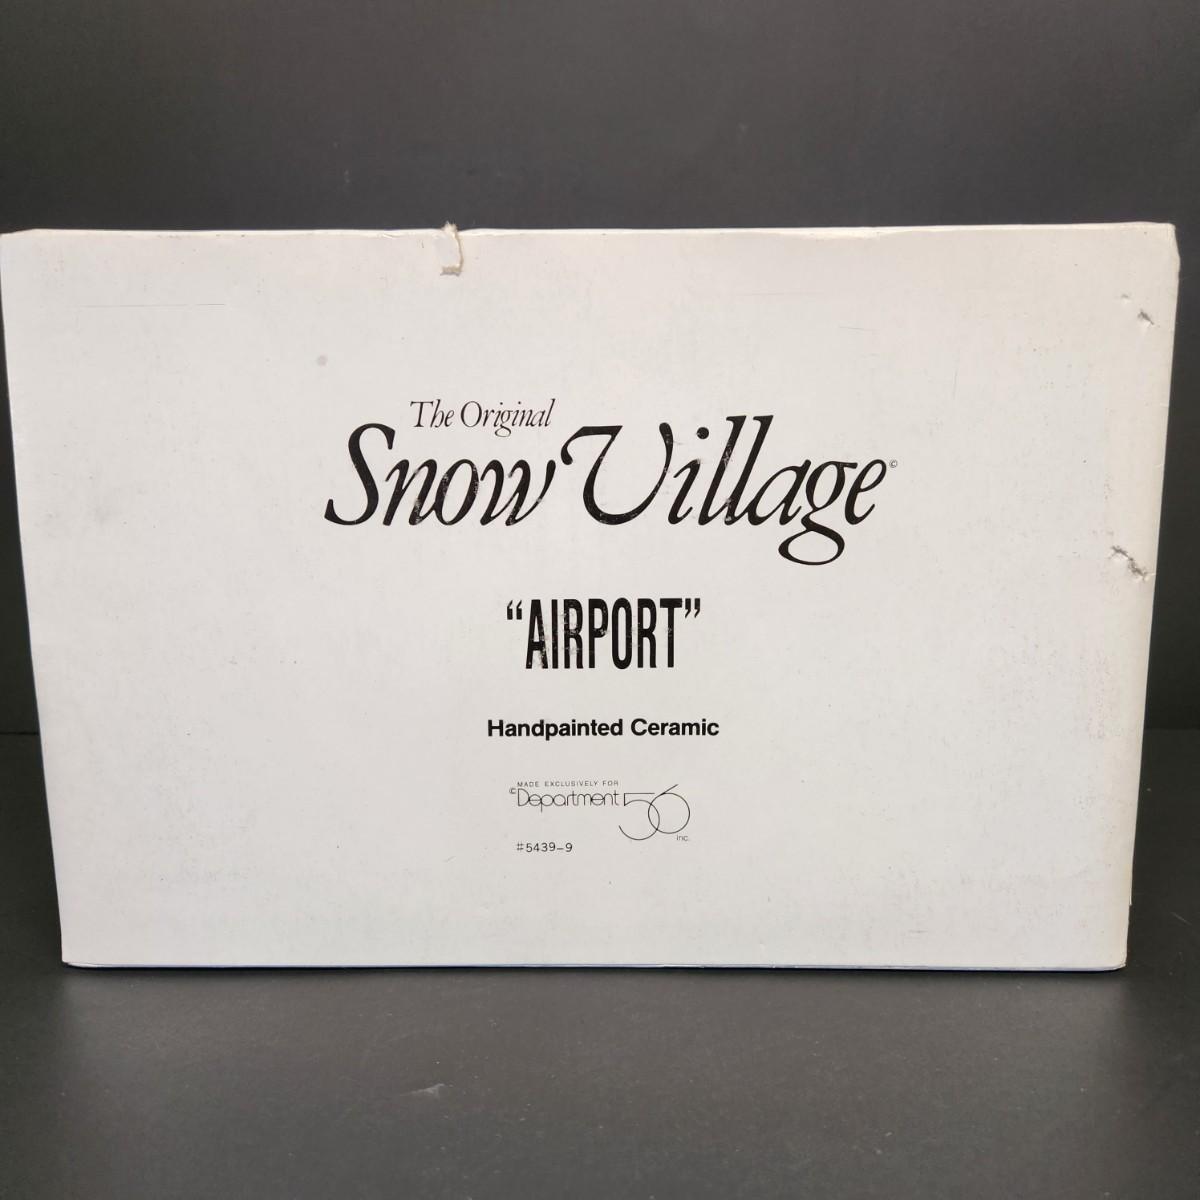 The Original
Snow Village©
"AIRPORT"
Handpainted Ceramic
MADE EXCLUSIVELY FOR
©Department 56
inc.
#5439-9